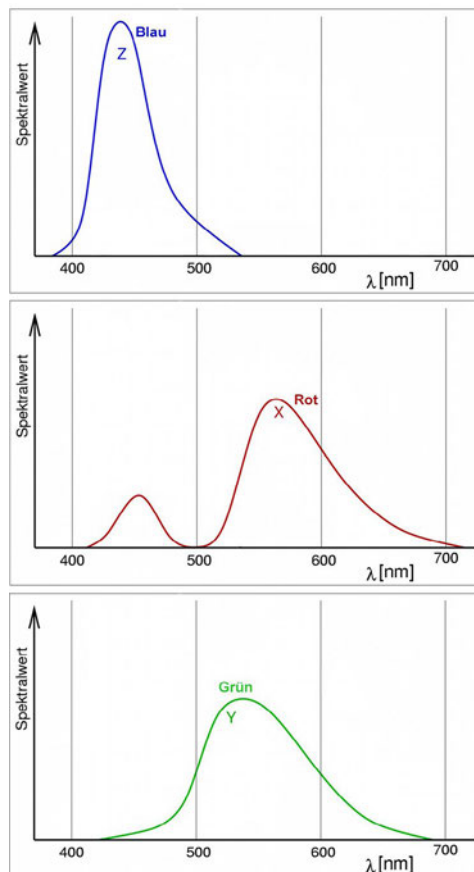 Spektralwert
Blau
Z
400 500 600 700
λ [nm]
Spektralwert
Rot
X
400 500 600 700
λ [nm]
Spektralwert
Grün
Y
400 500 600 700
λ [nm]